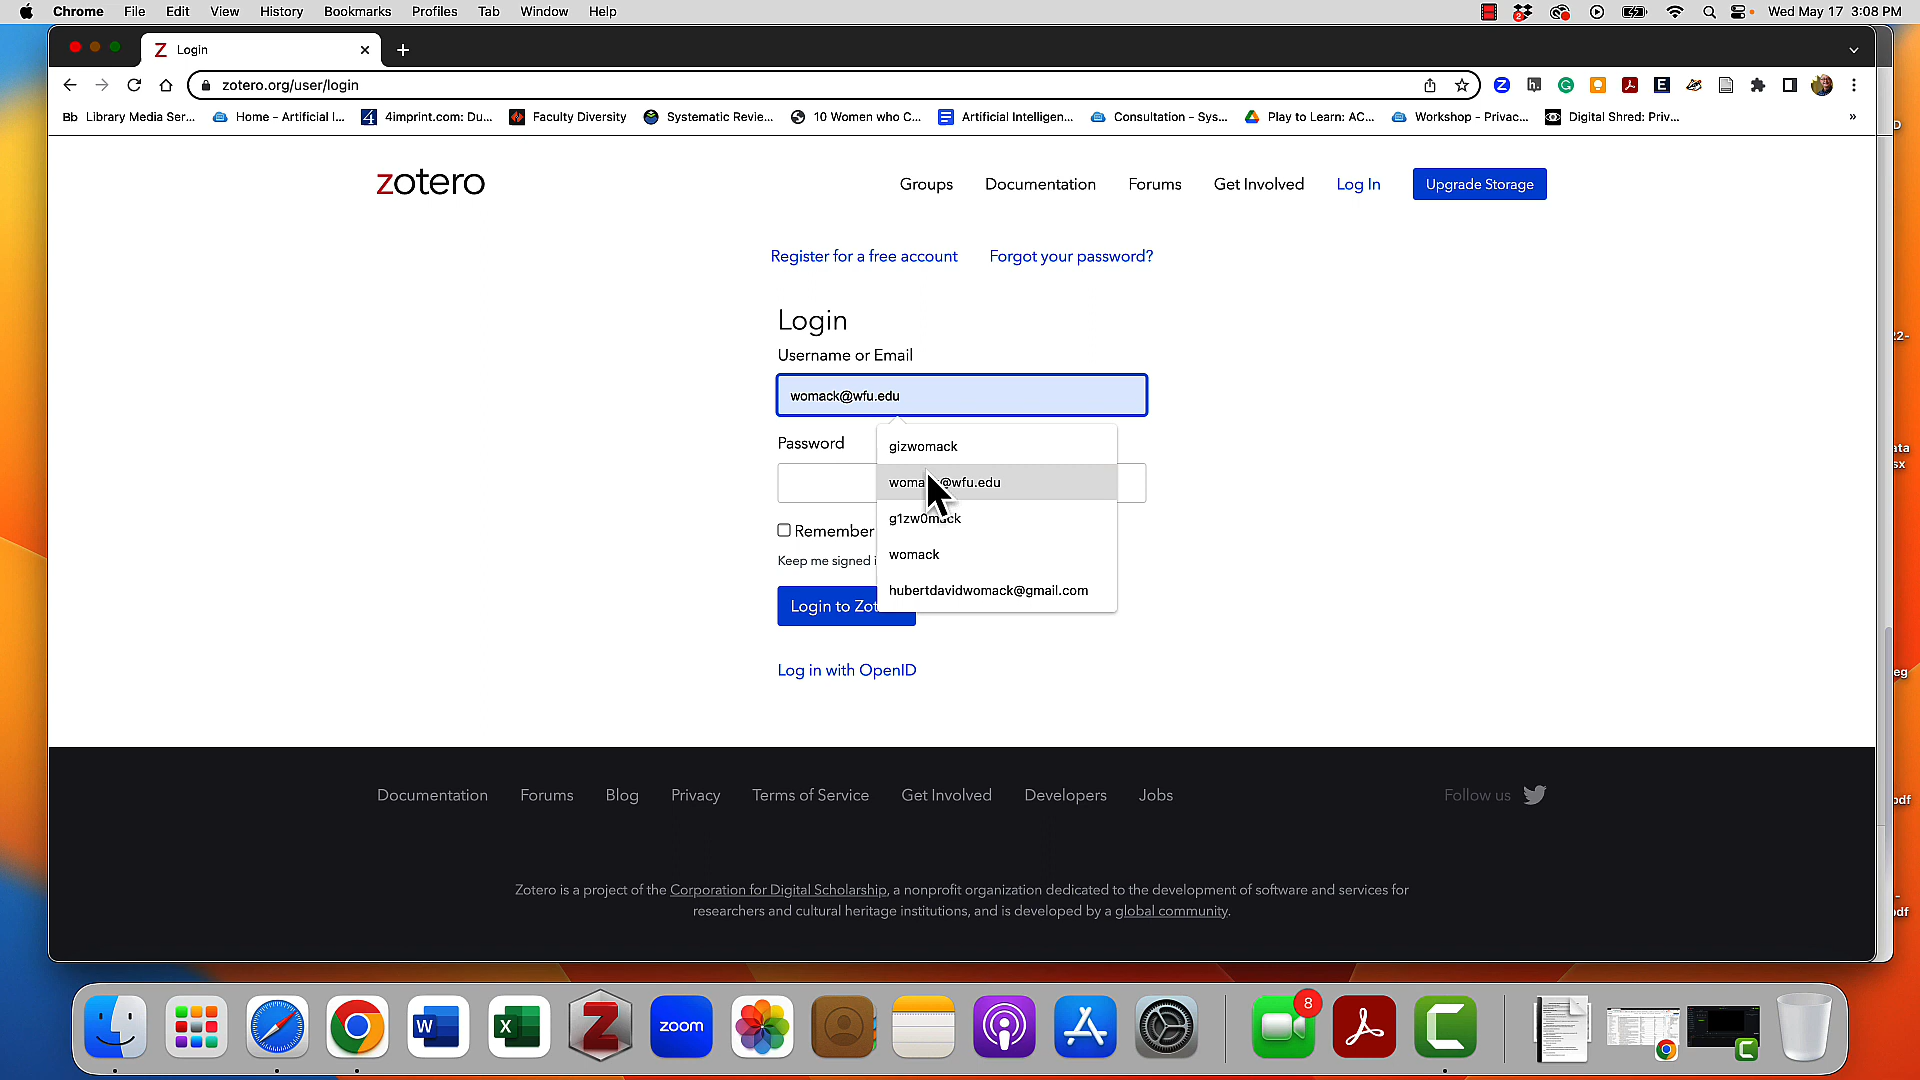 Chrome File Edit View History Bookmarks Profiles Tab Window Help 2 Wed May 17 3:08 PM
Z Login
zotero.org/user/login
Bb Library Media Ser... Home - Artificial I... 4imprint.com: Du... Faculty Diversity Systematic Revie... 10 Women who C... Artificial Intelligen... Consultation - Sys... Play to Learn: AC... Workshop - Privac... Digital Shred: Priv... »
zotero
Groups Documentation Forums Get Involved Log In Upgrade Storage
Register for a free account Forgot your password?
Login
Username or Email
womack@wfu.edu
Password
gizwomack
@wfu.edu
womack
hubertdavidwomack@gmail.com
Remember
Keep me signed
Login to
Log in with OpenID
Documentation Forums Blog Privacy Terms of Service Get Involved Developers Jobs Follow us
Zotero is a project of the Corporation for Digital Scholarship, a nonprofit organization dedicated to the development of software and services for
researchers and cultural heritage institutions, and is developed by a global community.
W X Z zoom 8 C